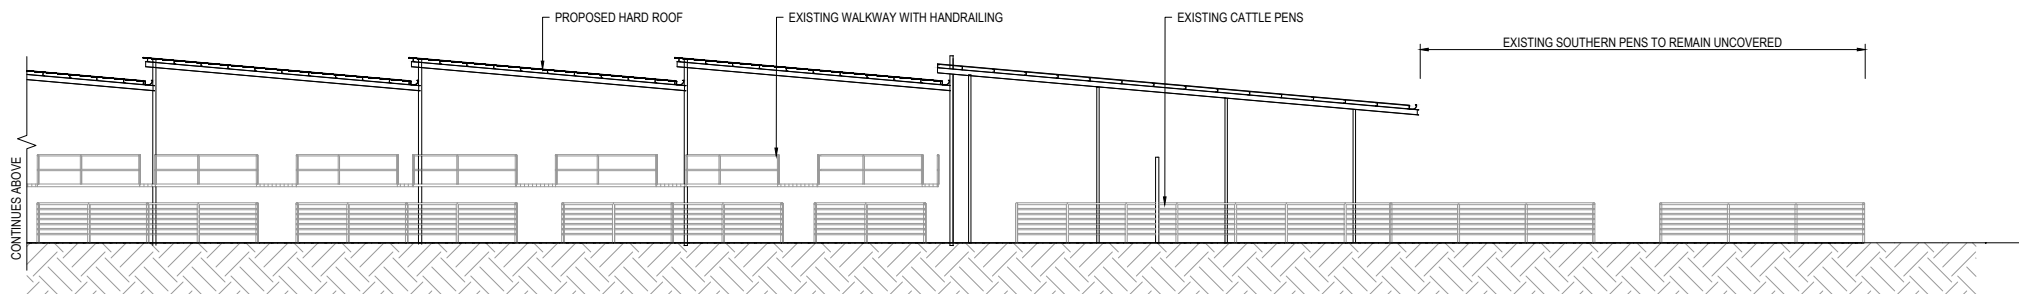 PROPOSED HARD ROOF
EXISTING WALKWAY WITH HANDRAILING
EXISTING CATTLE PENS
EXISTING SOUTHERN PENS TO REMAIN UNCOVERED
CONTINUES ABOVE